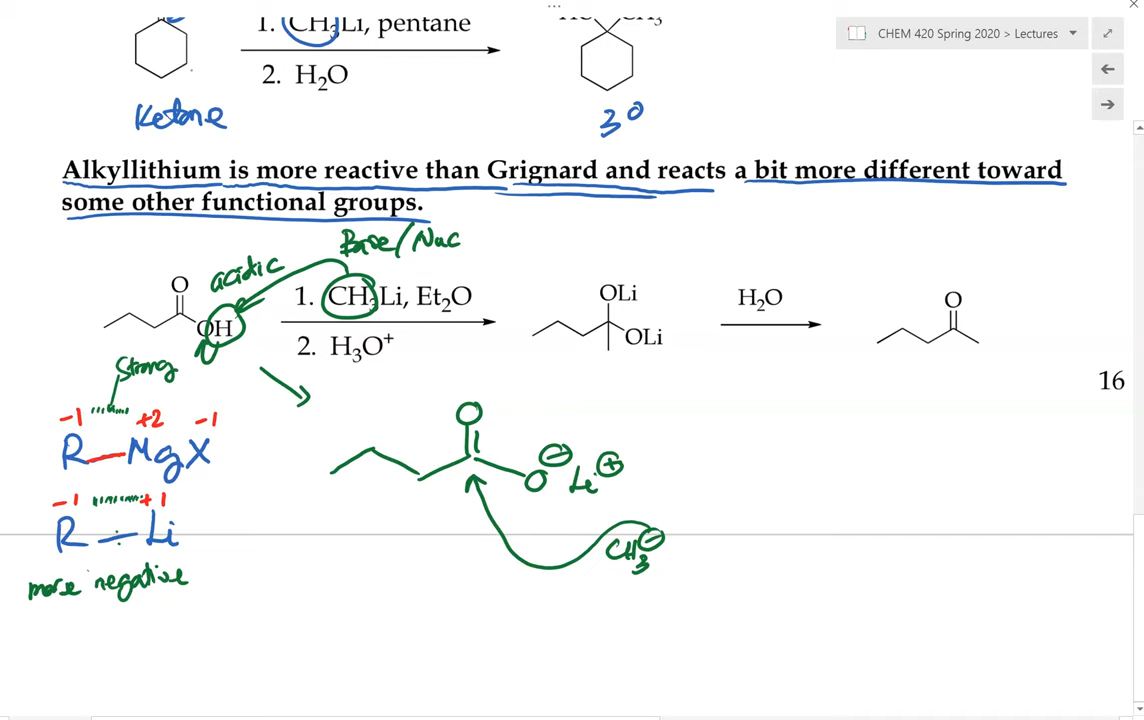 CHEM 420 Spring 2020 > Lectures
1. CH3Li, pentane
2. H2O
HO CH3
Ketone
3°
Alkyllithium is more reactive than Grignard and reacts a bit more different toward
some other functional groups.
Base/Nuc
acidic
O
OH
1. CH3Li, Et2O
2. H3O+
OLi
OLi
H2O
O
16
Strong
-1 +2 -1
R—MgX
-1 +1
R—Li
more negative
O
O⊖ Li⊕
CH3⊖